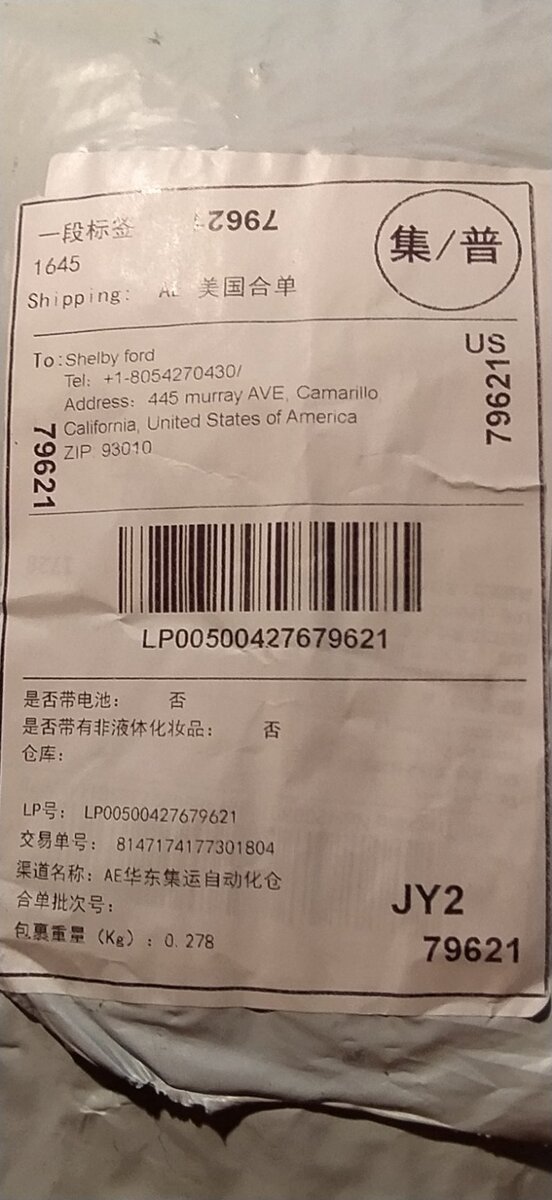 一段标签
7962
集/普
1645
Shipping: AE 美国合单
To:Shelby ford
US
Tel: +1-8054270430/
Address: 445 murray AVE, Camarillo
California, United States of America
ZIP 93010
79621
79621
LP00500427679621
是否带电池: 否
是否带有非液体化妆品: 否
仓库:
LP号: LP00500427679621
交易单号: 8147174177301804
渠道名称: AE华东集运自动化仓
合单批次号:
包裹重量(Kg):0.278
JY2
79621